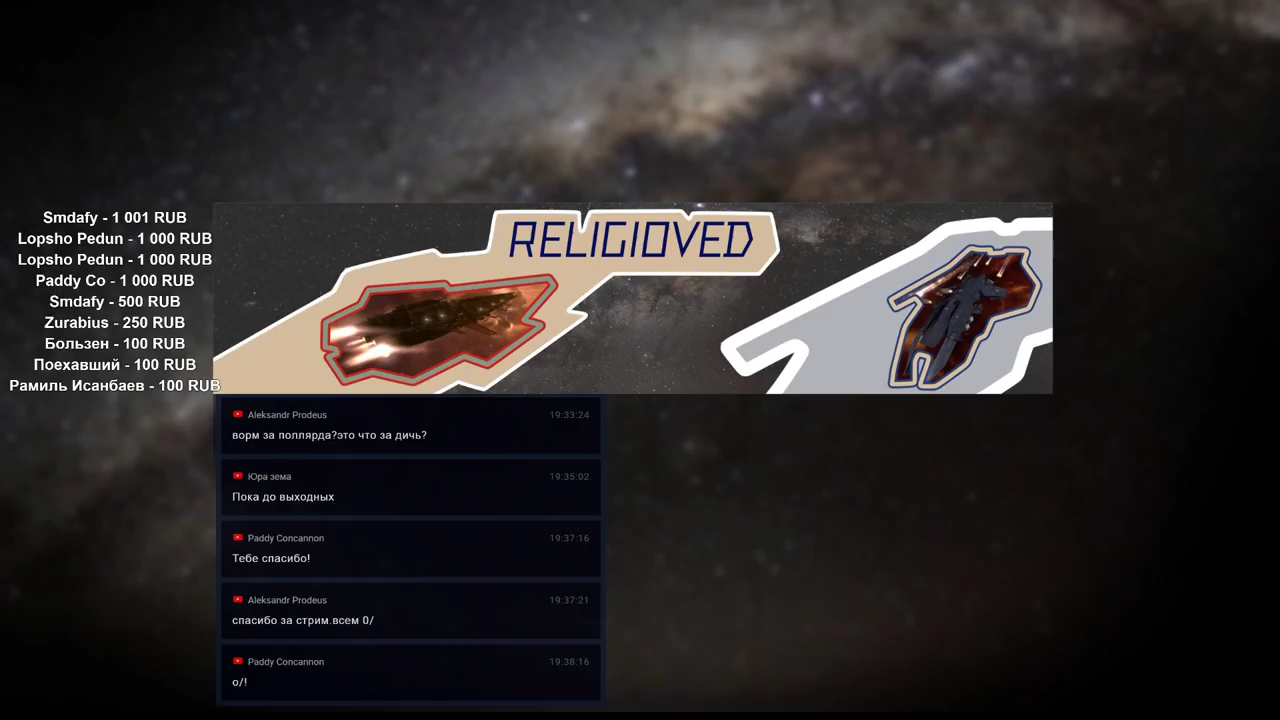 Smdafy - 1 001 RUB
Lopsho Pedun - 1 000 RUB
Lopsho Pedun - 1 000 RUB
Paddy Co - 1 000 RUB
Smdafy - 500 RUB
Zurabius - 250 RUB
Бользен - 100 RUB
Поехавший - 100 RUB
Рамиль Исанбаев - 100 RUB
RELIGIOVED
Aleksandr Prodeus 19:33:24
ворм за поллярда?это что за дичь?
Юра зема 19:35:02
Пока до выходных
Paddy Concannon 19:37:16
Тебе спасибо!
Aleksandr Prodeus 19:37:21
спасибо за стрим.всем 0/
Paddy Concannon 19:38:16
о/!